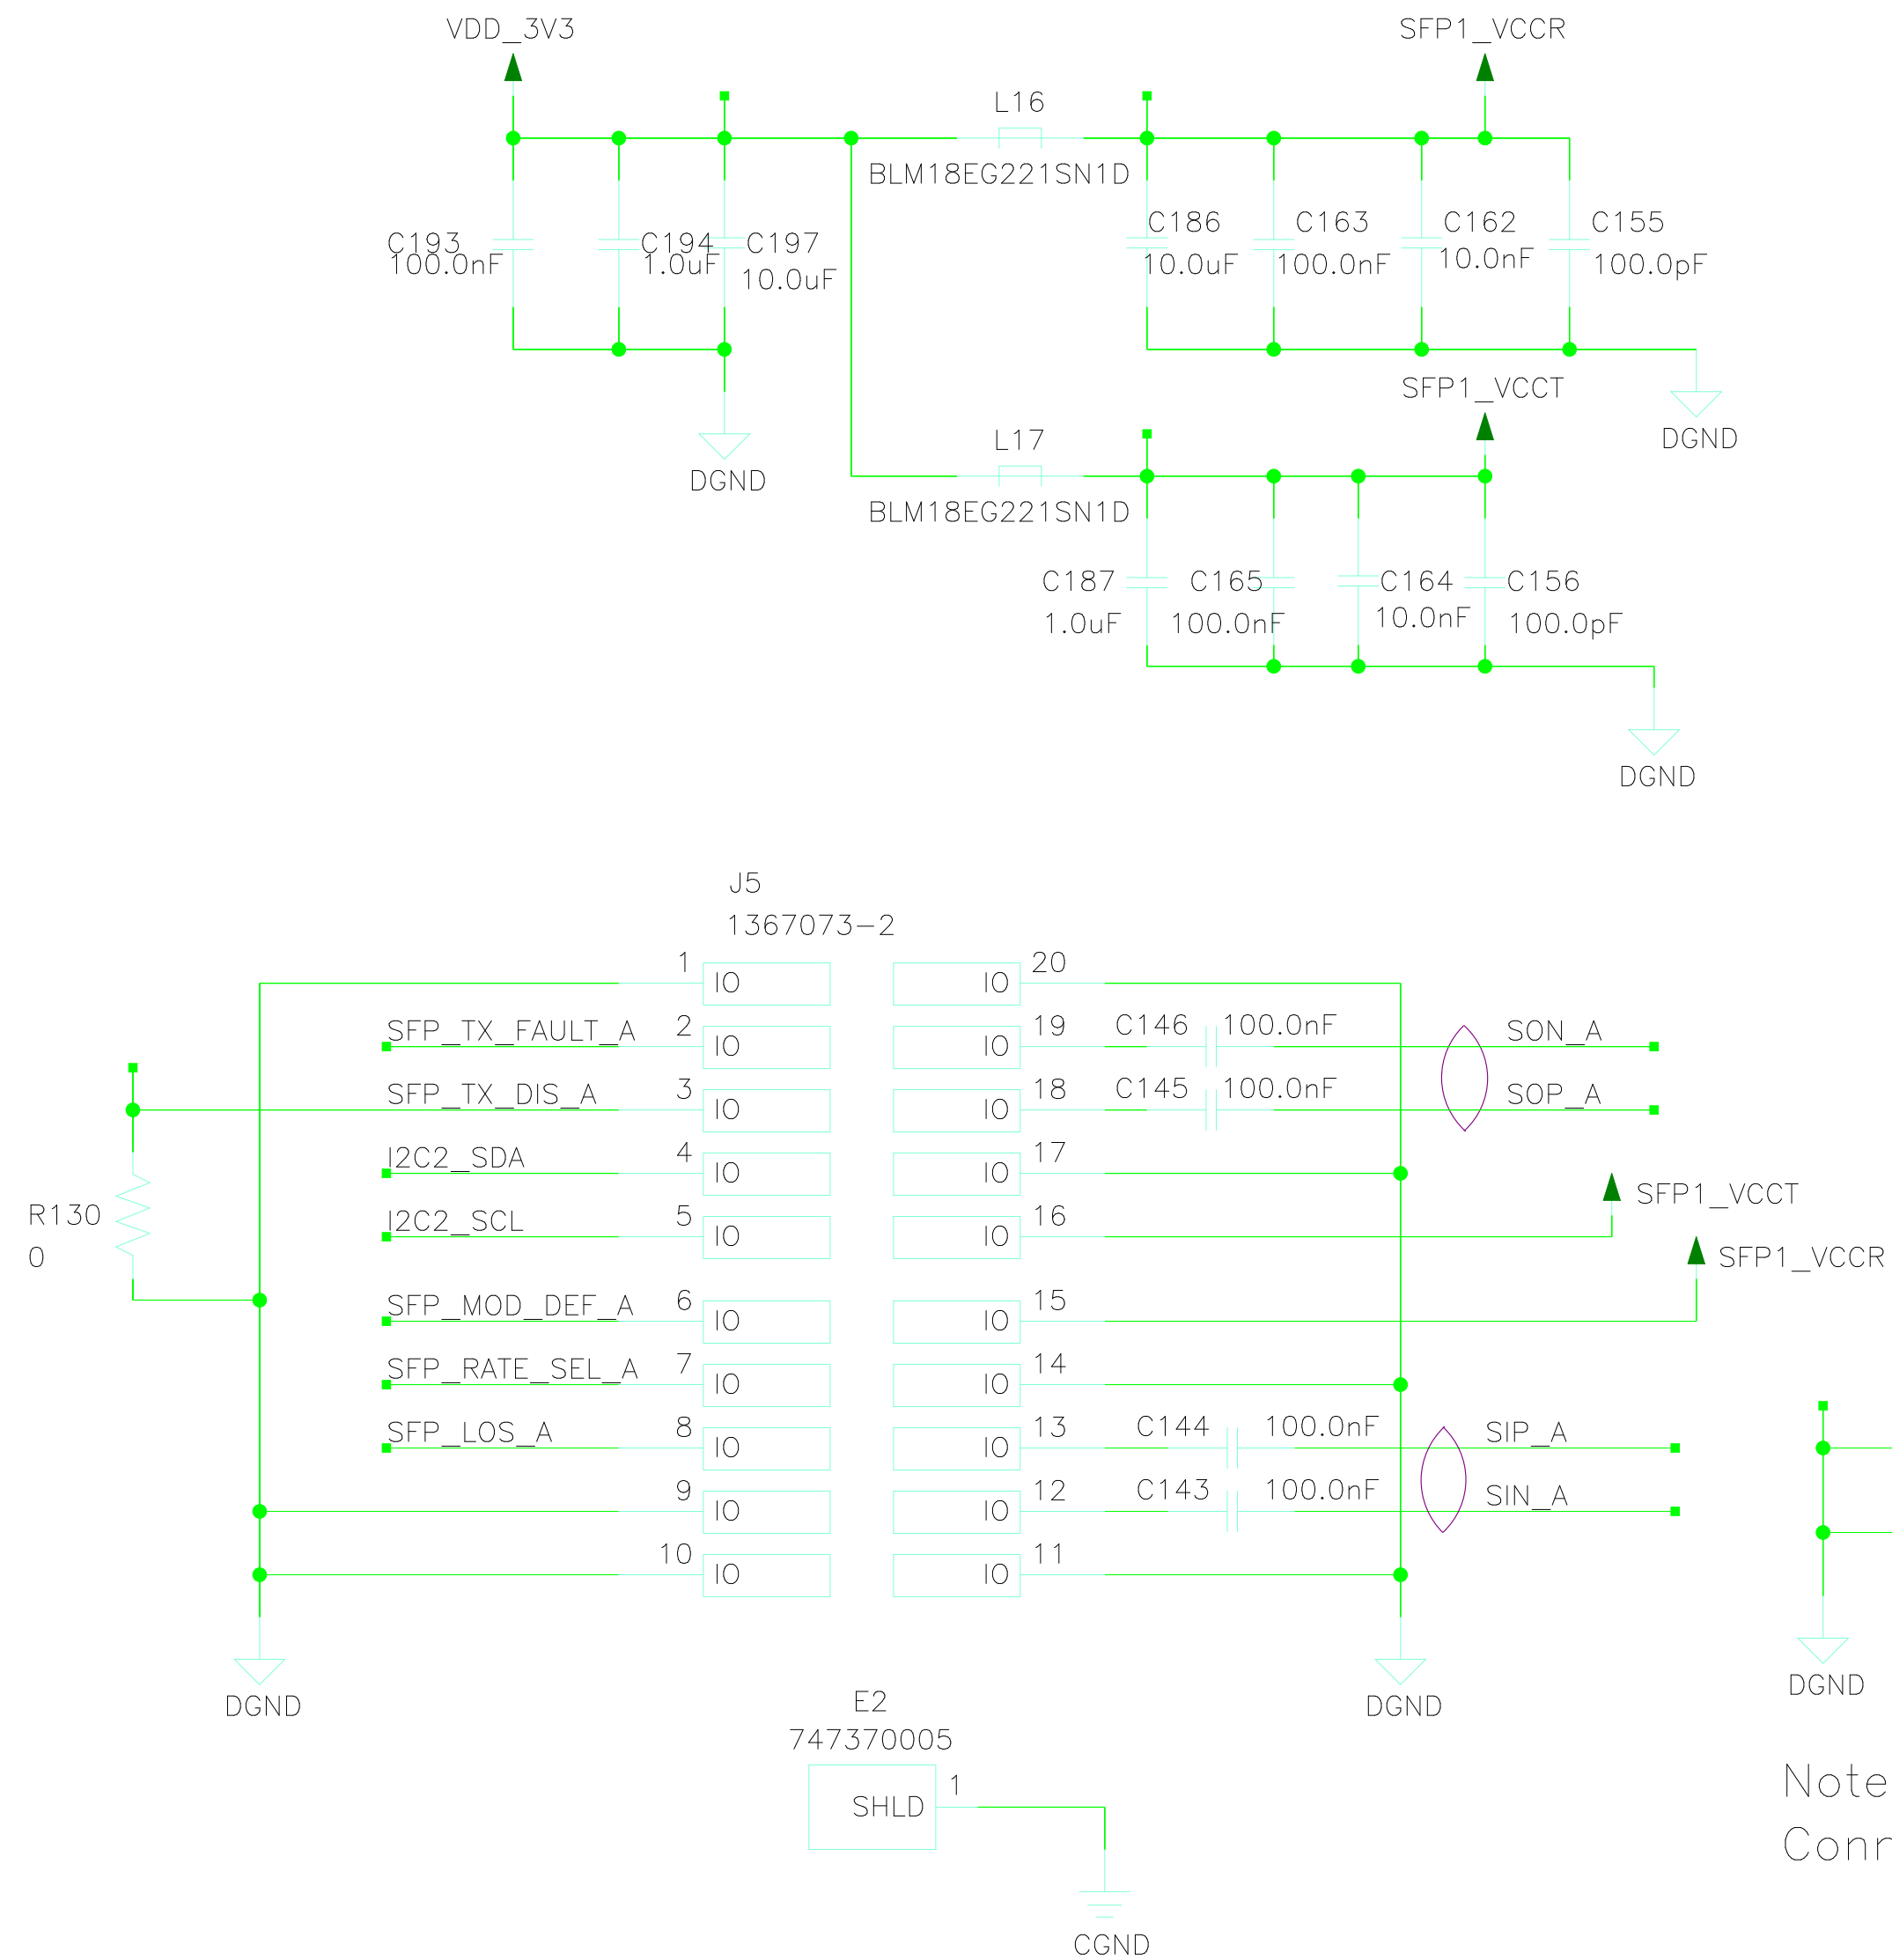 VDD_3V3
SFP1_VCCR
L16
BLM18EG221SN1D
C193
100.0nF
C194
1.0uF
C197
10.0uF
C186
10.0uF
C163
100.0nF
C162
10.0nF
C155
100.0pF
DGND
DGND
SFP1_VCCT
L17
BLM18EG221SN1D
C187
1.0uF
C165
100.0nF
C164
10.0nF
C156
100.0pF
DGND
J5
1367073-2
1 IO
IO 20
SFP_TX_FAULT_A 2 IO
IO 19 C146 100.0nF SON_A
SFP_TX_DIS_A 3 IO
IO 18 C145 100.0nF SOP_A
I2C2_SDA 4 IO
IO 17
I2C2_SCL 5 IO
IO 16 SFP1_VCCT
R130
0
SFP_MOD_DEF_A 6 IO
IO 15 SFP1_VCCR
SFP_RATE_SEL_A 7 IO
IO 14
SFP_LOS_A 8 IO
IO 13 C144 100.0nF SIP_A
9 IO
IO 12 C143 100.0nF SIN_A
10 IO
IO 11
DGND
DGND
DGND
E2
747370005
SHLD 1
CGND
Note